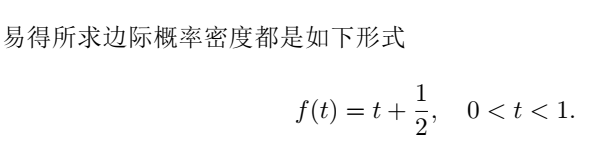 易得所求边际概率密度都是如下形式
f(t) = t + \frac{1}{2}, 0 < t < 1.